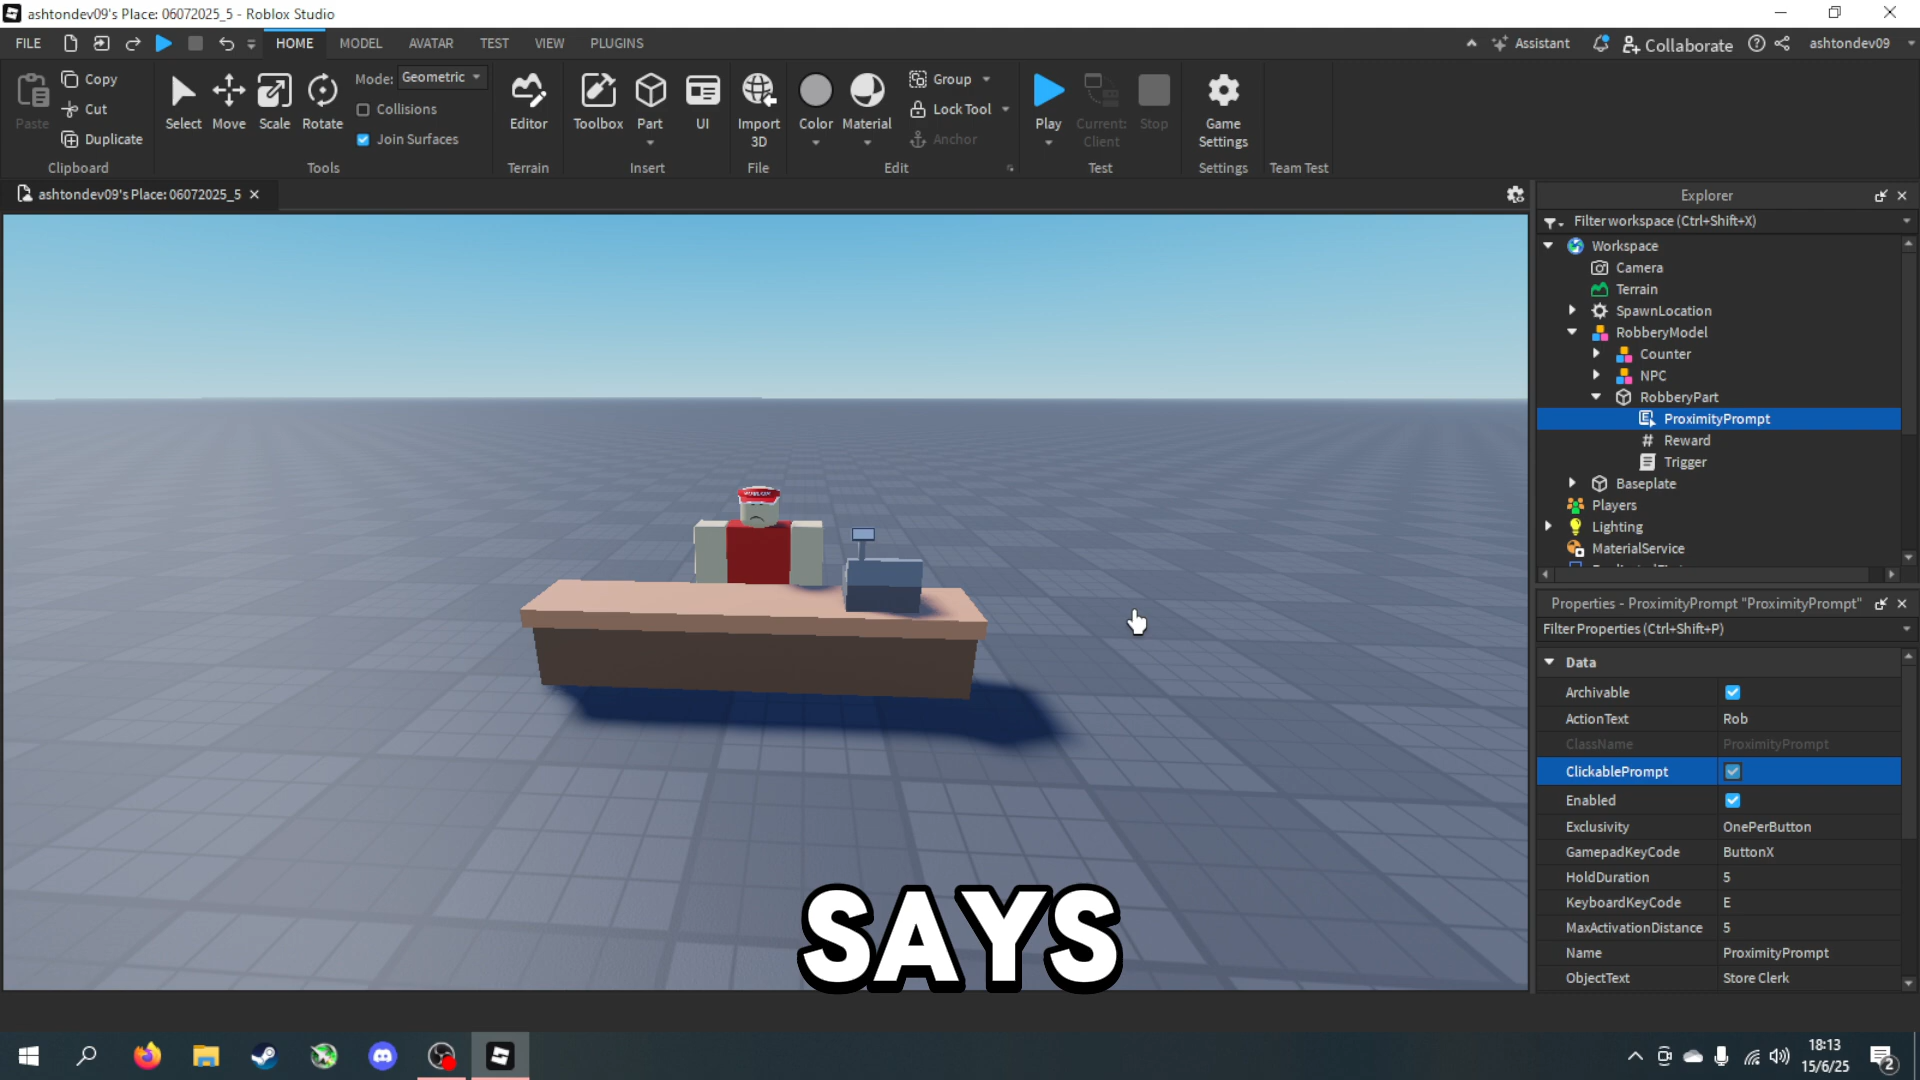 ashtondev09's Place: 06072025_5 - Roblox Studio
FILE HOME MODEL AVATAR TEST VIEW PLUGINS Assistant Collaborate ashtondev09
Paste Copy Cut Duplicate Clipboard
Select Move Scale Rotate Mode: Geometric Collisions Join Surfaces Tools
Editor Terrain
Toolbox Part UI Insert
Import 3D File
Color Material Group Lock Tool Anchor Edit
Play Current: Client Stop Test
Game Settings Settings
Team Test
ashtondev09's Place: 06072025_5
Explorer
Filter workspace (Ctrl+Shift+X)
Workspace
Camera
Terrain
SpawnLocation
RobberyModel
Counter
NPC
RobberyPart
ProximityPrompt
Reward
Trigger
Baseplate
Players
Lighting
MaterialService
Properties - ProximityPrompt "ProximityPrompt"
Filter Properties (Ctrl+Shift+P)
Data
Archivable
ActionText Rob
ClassName ProximityPrompt
ClickablePrompt
Enabled
Exclusivity OnePerButton
GamepadKeyCode ButtonX
HoldDuration 5
KeyboardKeyCode E
MaxActivationDistance 5
Name ProximityPrompt
ObjectText Store Clerk
SAYS
18:13
15/6/25
2